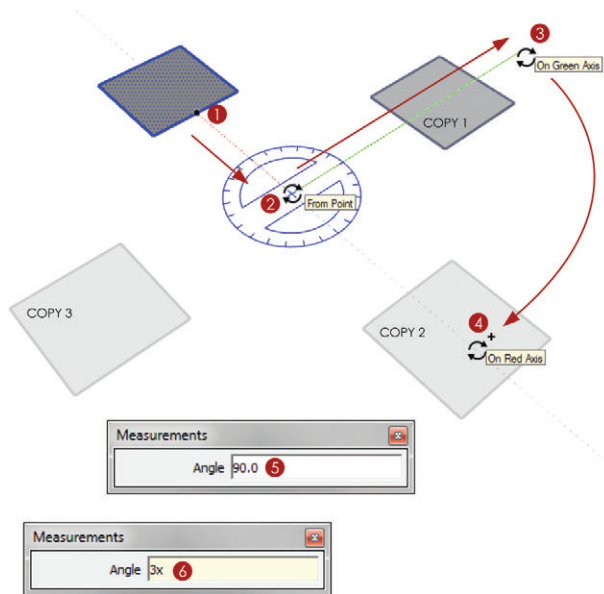 3
On Green Axis
1
COPY 1
2
From Point
COPY 3
4
COPY 2
On Red Axis
Measurements
Angle 90.0 5
Measurements
Angle 3x 6